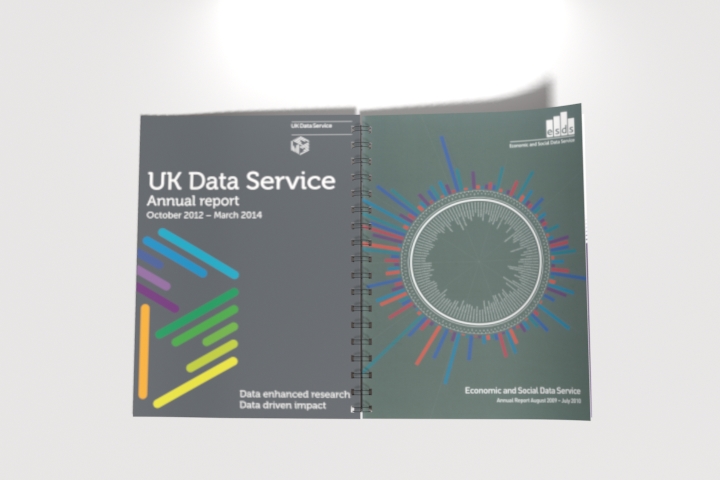 UK Data Service
UK Data Service
Annual report
October 2012 – March 2014
Data enhanced research
Data driven impact
esds
Economic and Social Data Service
Economic and Social Data Service
Annual Report August 2009 – July 2010